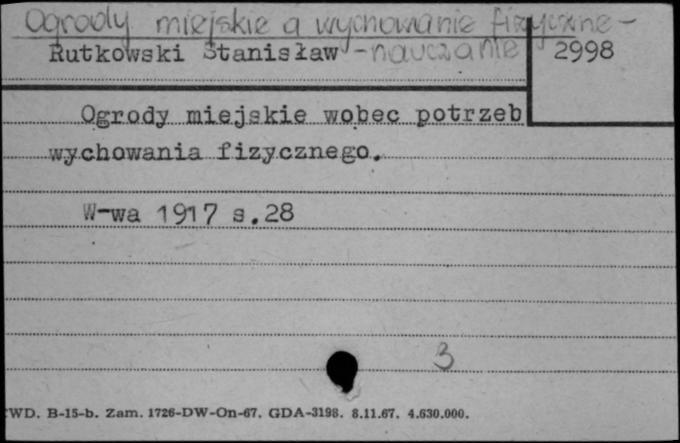 Ogrody miejskie a wychowanie fizyczne -
Rutkowski Stanisław - nauczanie 2998
Ogrody miejskie wobec potrzeb
wychowania fizycznego.
W-wa 1917 s.28
3
WD. B-15-b. Zam. 1726-DW-On-67. GDA-3198. 8.11.67. 4.630.000.